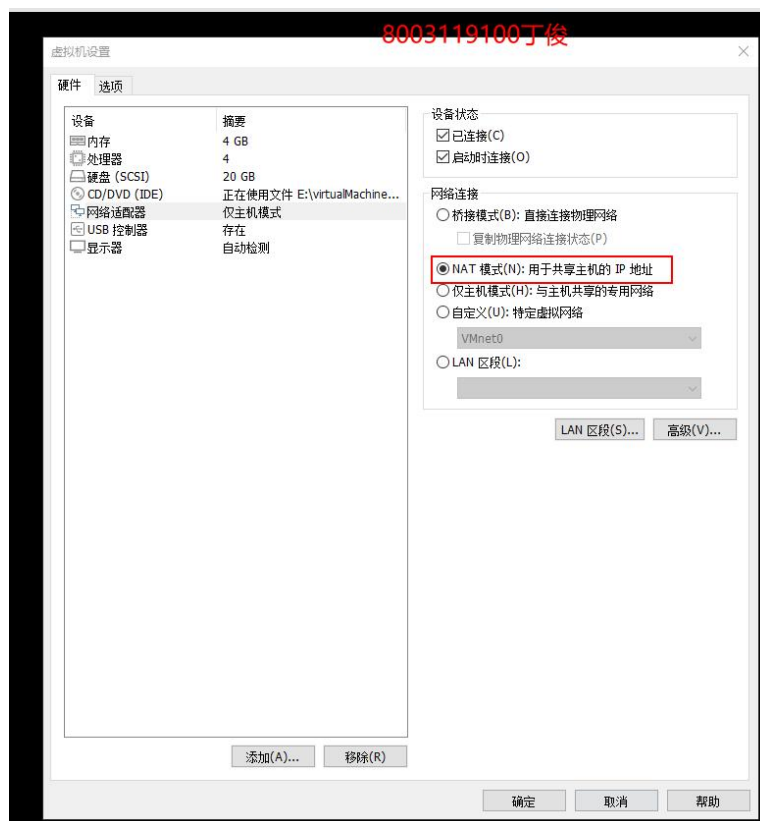 8003119100丁俊
虚拟机设置
硬件 选项
设备 摘要
内存 4 GB
处理器 4
硬盘 (SCSI) 20 GB
CD/DVD (IDE) 正在使用文件 E:\virtualMachine...
网络适配器 仅主机模式
USB 控制器 存在
显示器 自动检测
添加(A)... 移除(R)
设备状态
已连接(C)
启动时连接(O)
网络连接
桥接模式(B): 直接连接物理网络
复制物理网络连接状态(P)
NAT 模式(N): 用于共享主机的 IP 地址
仅主机模式(H): 与主机共享的专用网络
自定义(U): 特定虚拟网络
VMnet0
LAN 区段(L):
LAN 区段(S)... 高级(V)...
确定 取消 帮助